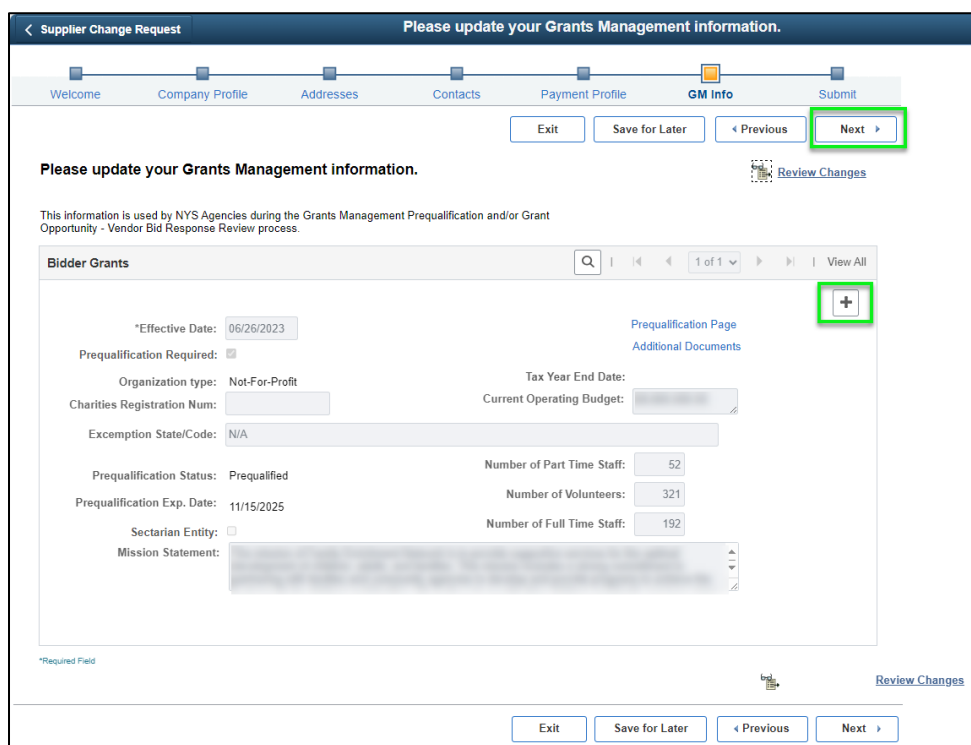 Supplier Change Request
Please update your Grants Management information.
Welcome Company Profile Addresses Contacts Payment Profile GM Info Submit
Exit Save for Later Previous Next
Please update your Grants Management information.
Review Changes
This information is used by NYS Agencies during the Grants Management Prequalification and/or Grant
Opportunity - Vendor Bid Response Review process.
Bidder Grants 1 of 1 View All
*Effective Date: 06/26/2023 Prequalification Page
Prequalification Required: Additional Documents
Organization type: Not-For-Profit Tax Year End Date:
Charities Registration Num: Current Operating Budget:
Excemption State/Code: N/A
Prequalification Status: Prequalified Number of Part Time Staff: 52
Prequalification Exp. Date: 11/15/2025 Number of Volunteers: 321
Sectarian Entity: Number of Full Time Staff: 192
Mission Statement:
*Required Field
Review Changes
Exit Save for Later Previous Next